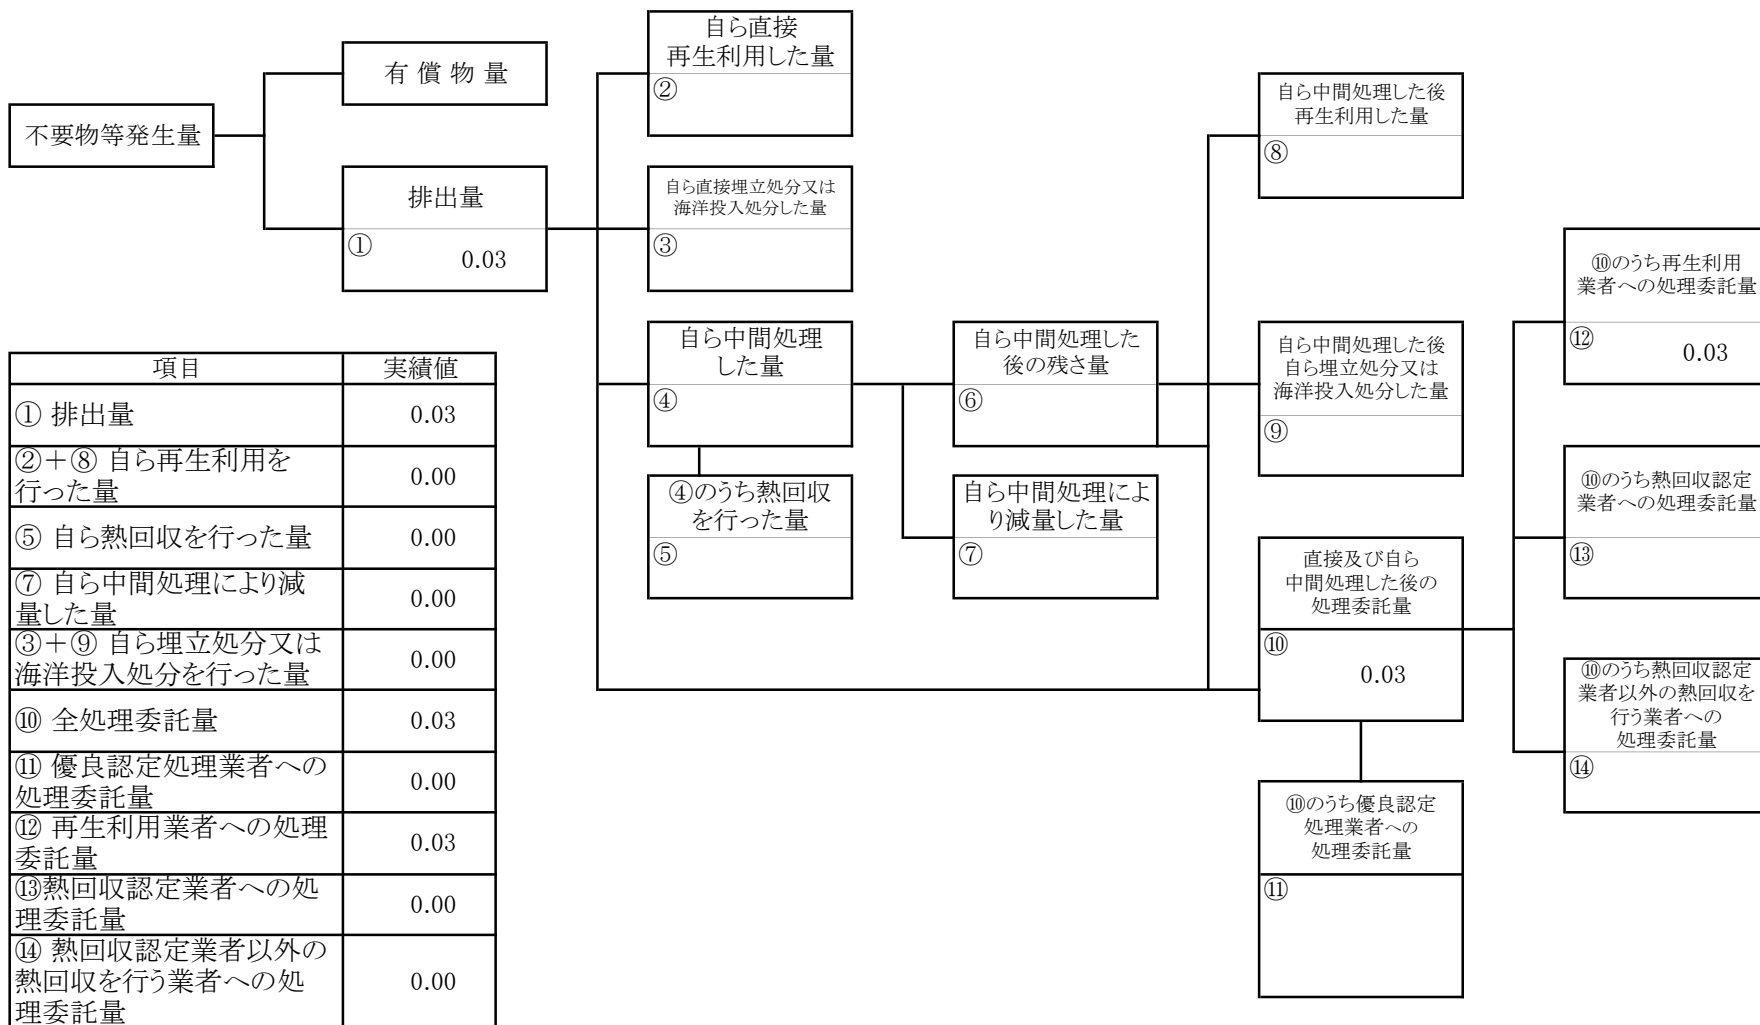 自ら直接
再生利用した量
②
有 償 物 量
不要物等発生量
排出量
①
0.03
自ら直接埋立処分又は
海洋投入処分した量
③
自ら中間処理した後
再生利用した量
⑧
自ら中間処理
した量
④
自ら中間処理した
後の残さ量
⑥
自ら中間処理した後
自ら埋立処分又は
海洋投入処分した量
⑨
④のうち熱回収
を行った量
⑤
自ら中間処理によ
り減量した量
⑦
直接及び自ら
中間処理した後の
処理委託量
⑩
0.03
⑩のうち優良認定
処理業者への
処理委託量
⑪
⑩のうち再生利用
業者への処理委託量
⑫
0.03
⑩のうち熱回収認定
業者への処理委託量
⑬
⑩のうち熱回収認定
業者以外の熱回収を
行う業者への
処理委託量
⑭
項目 実績値
① 排出量 0.03
②＋⑧ 自ら再生利用を
行った量 0.00
⑤ 自ら熱回収を行った量 0.00
⑦ 自ら中間処理により減
量した量 0.00
③＋⑨ 自ら埋立処分又は
海洋投入処分を行った量 0.00
⑩ 全処理委託量 0.03
⑪ 優良認定処理業者への
処理委託量 0.00
⑫ 再生利用業者への処理
委託量 0.03
⑬熱回収認定業者への処
理委託量 0.00
⑭ 熱回収認定業者以外の
熱回収を行う業者への処
理委託量 0.00